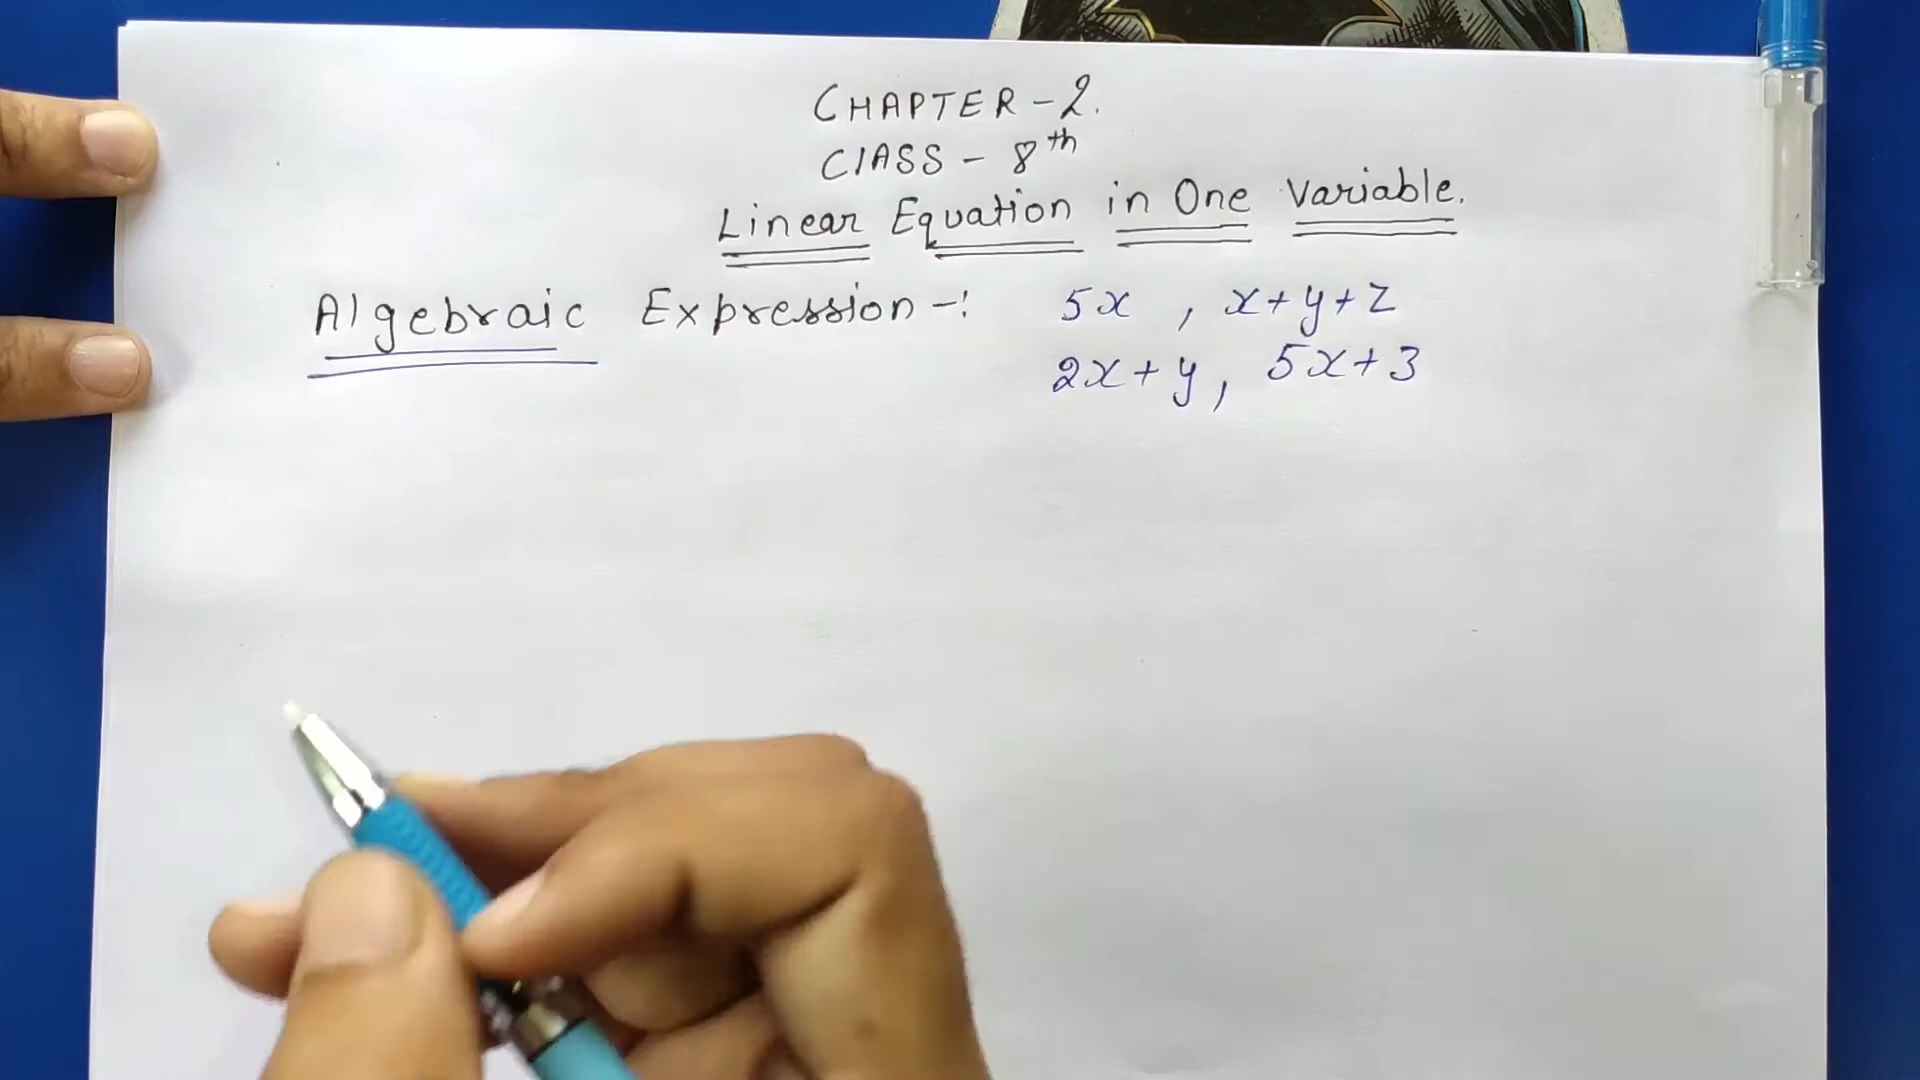 CHAPTER - 2.
ClASS - 8th
Linear Equation in One Variable.
Algebraic Expression -: 5x , x+y+z
2x+y, 5x+3